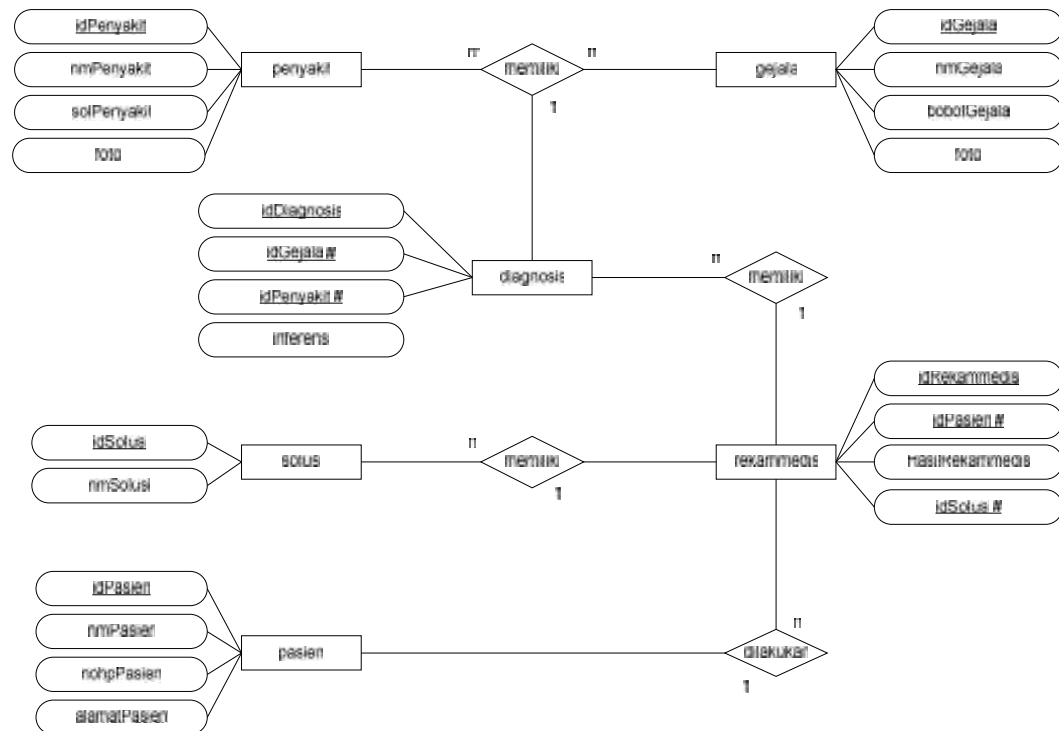 idPenyakit
nmPenyakit
solPenyakit
foto
penyakit
m
memiliki
n
1
gejala
idGejala
nmGejala
bobotGejala
foto
idDiagnosis
idGejala #
idPenyakit #
inferensi
diagnosis
n
memiliki
1
idSolusi
nmSolusi
solusi
n
memiliki
1
rekammedis
idRekammedis
idPasien #
HasilRekammedis
idSolusi #
idPasien
nmPasien
nohpPasien
alamatPasien
pasien
n
dilakukan
1